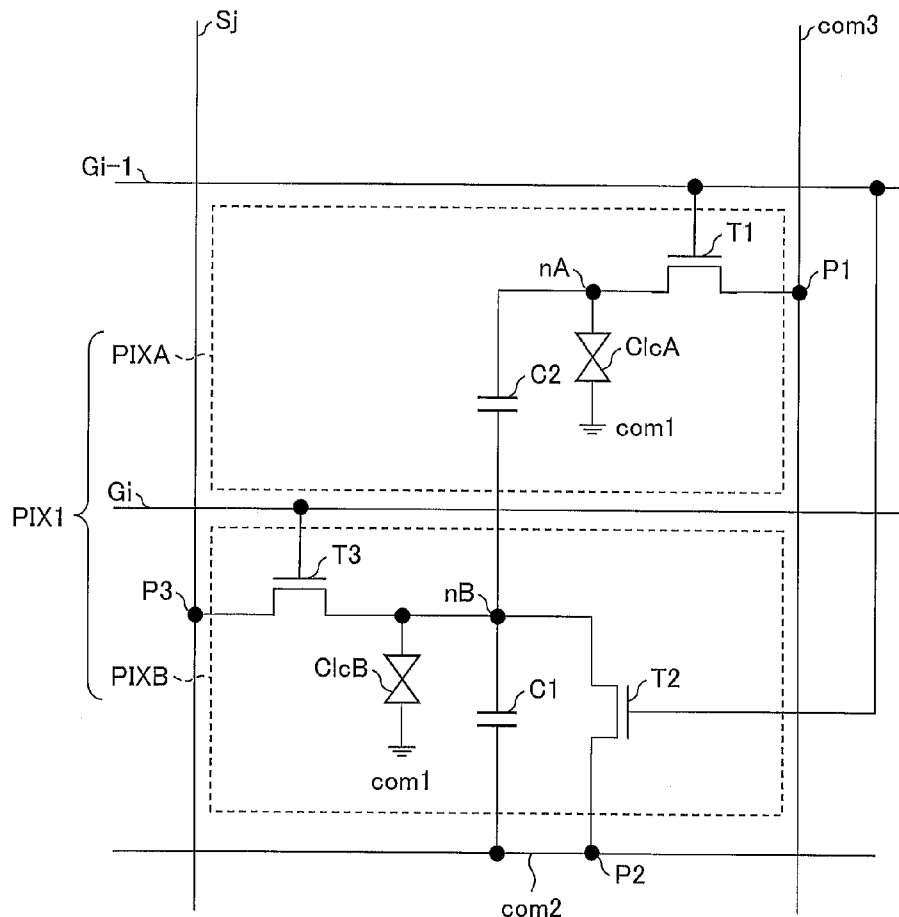 Sj
com3
Gi-1
T1
nA
P1
PIXA
ClcA
C2
com1
PIX1
Gi
T3
P3
nB
PIXB
ClcB
C1
T2
com1
P2
com2